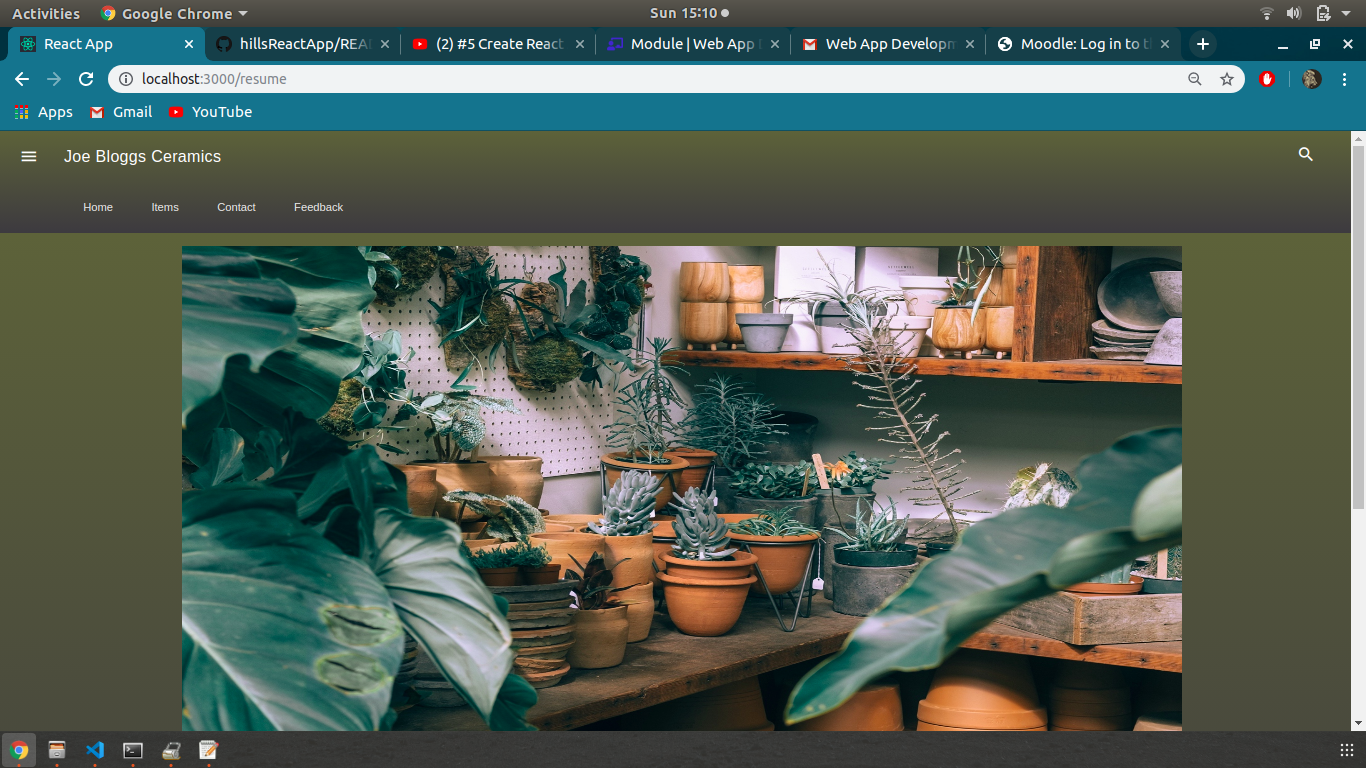 Activities Google Chrome Sun 15:10
React App hillsReactApp/REA (2) #5 Create React Module | Web App D Web App Developm Moodle: Log in to th
localhost:3000/resume
Apps Gmail YouTube
Joe Bloggs Ceramics
Home Items Contact Feedback